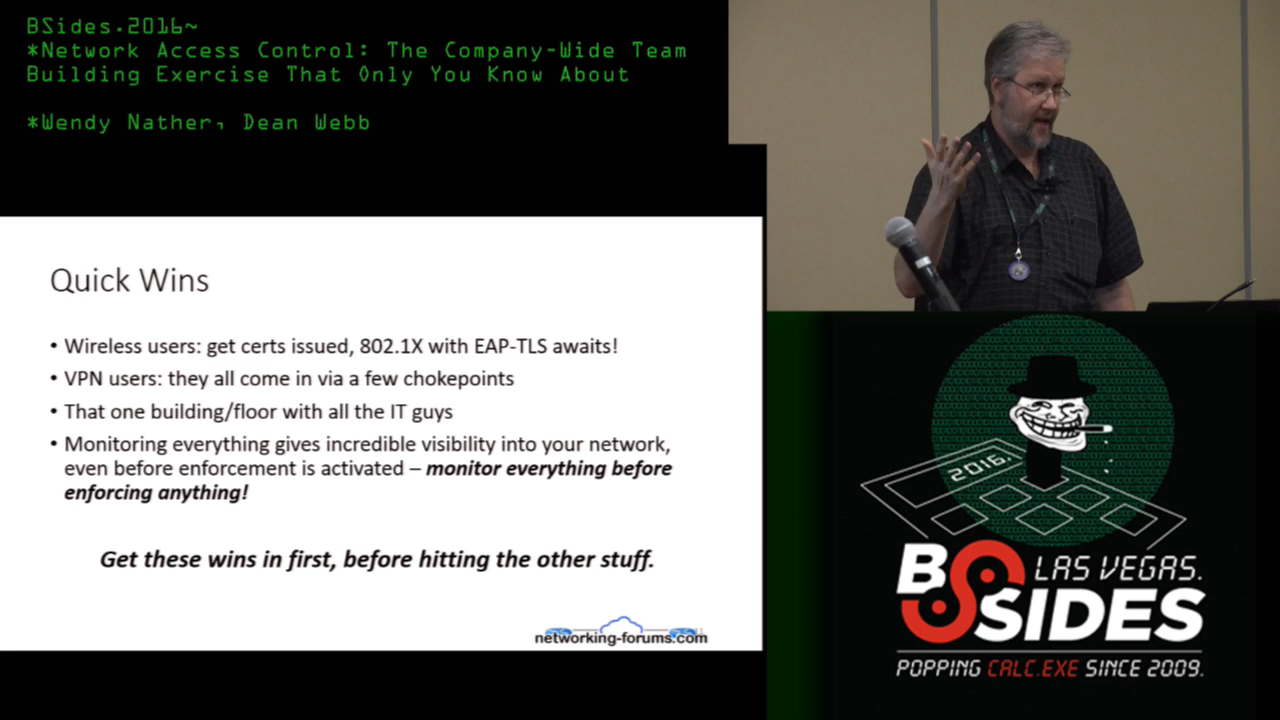 BSides.2016~
*Network Access Control: The Company-Wide Team
Building Exercise That Only You Know About
*Wendy Nather, Dean Webb
Quick Wins
• Wireless users: get certs issued, 802.1X with EAP-TLS awaits!
• VPN users: they all come in via a few chokepoints
• That one building/floor with all the IT guys
• Monitoring everything gives incredible visibility into your network,
even before enforcement is activated – monitor everything before
enforcing anything!
Get these wins in first, before hitting the other stuff.
networking-forums.com
2016.
BSIDES
LAS VEGAS.
POPPING CALC.EXE SINCE 2009.